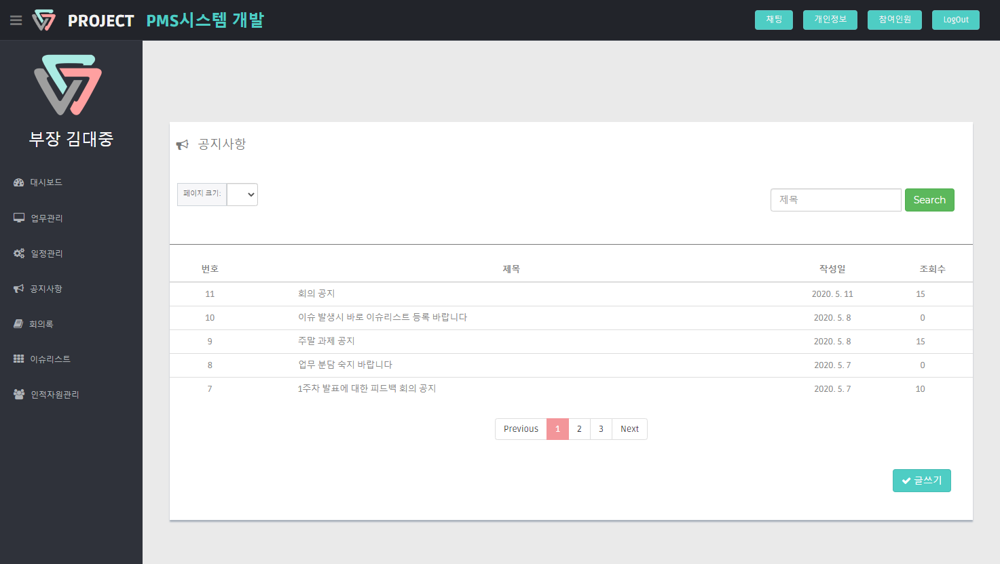 PROJECT PMS시스템 개발
채팅 개인정보 참여인원 LogOut
부장 김대중
대시보드
업무관리
일정관리
공지사항
회의록
이슈리스트
인적자원관리
공지사항
페이지 크기:
제목 Search
번호 제목 작성일 조회수
11 회의 공지 2020. 5. 11 15
10 이슈 발생시 바로 이슈리스트 등록 바랍니다 2020. 5. 8 0
9 주말 과제 공지 2020. 5. 8 15
8 업무 분담 숙지 바랍니다 2020. 5. 7 0
7 1주차 발표에 대한 피드백 회의 공지 2020. 5. 7 10
Previous 1 2 3 Next
글쓰기